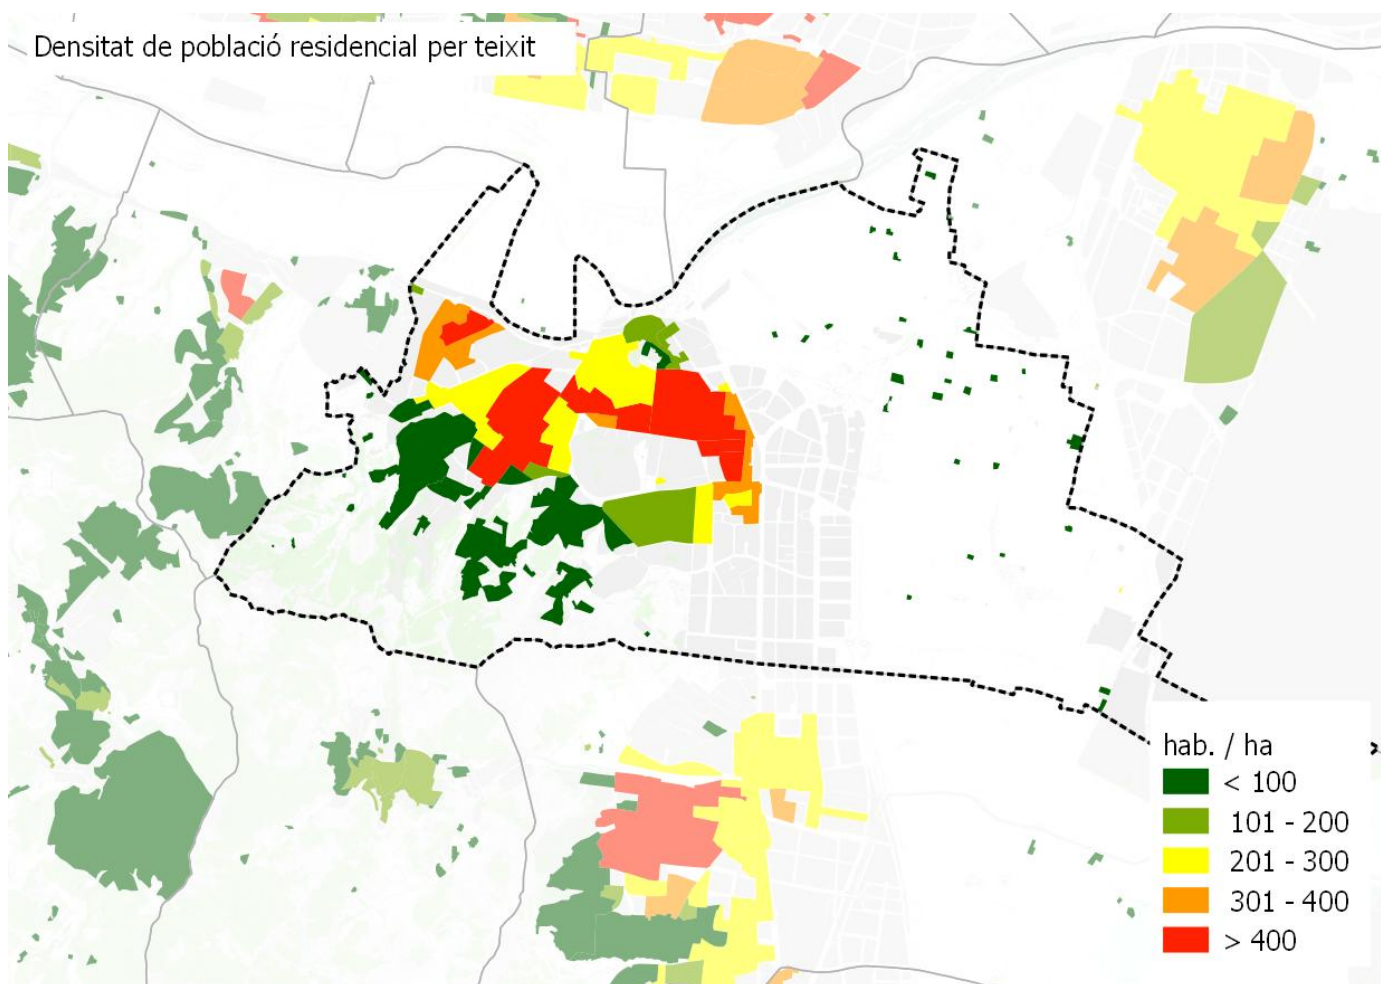 Densitat de població residencial per teixit
hab. / ha
< 100
101 - 200
201 - 300
301 - 400
> 400